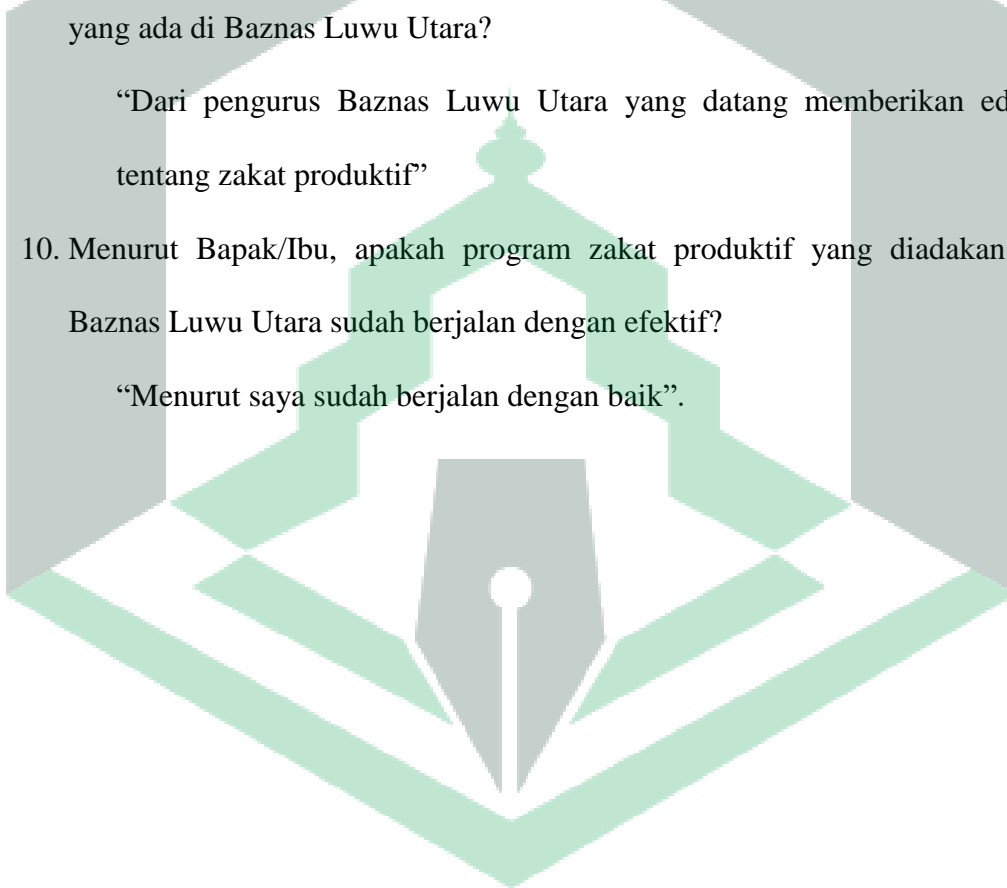 yang ada di Baznas Luwu Utara?
“Dari pengurus Baznas Luwu Utara yang datang memberikan
tentang zakat produktif”
10. Menurut Bapak/Ibu, apakah program zakat produktif yang diadakan
Baznas Luwu Utara sudah berjalan dengan efektif?
“Menurut saya sudah berjalan dengan baik”.